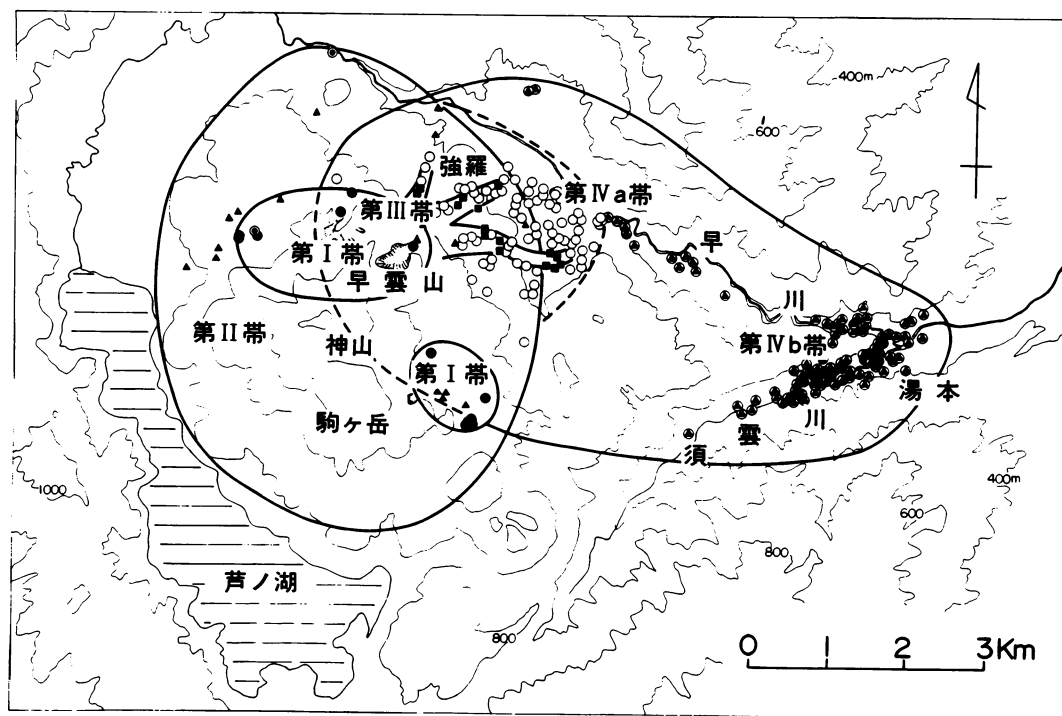 400m
600
強羅
第Ⅳa帯
第Ⅲ帯
第Ⅰ帯
早雲山
早
川
第Ⅱ帯
神山
第Ⅳb帯
第Ⅰ帯
湯本
駒ヶ岳
川
雲
須
1000
400m
600
800
芦ノ湖
800
0 1 2 3Km